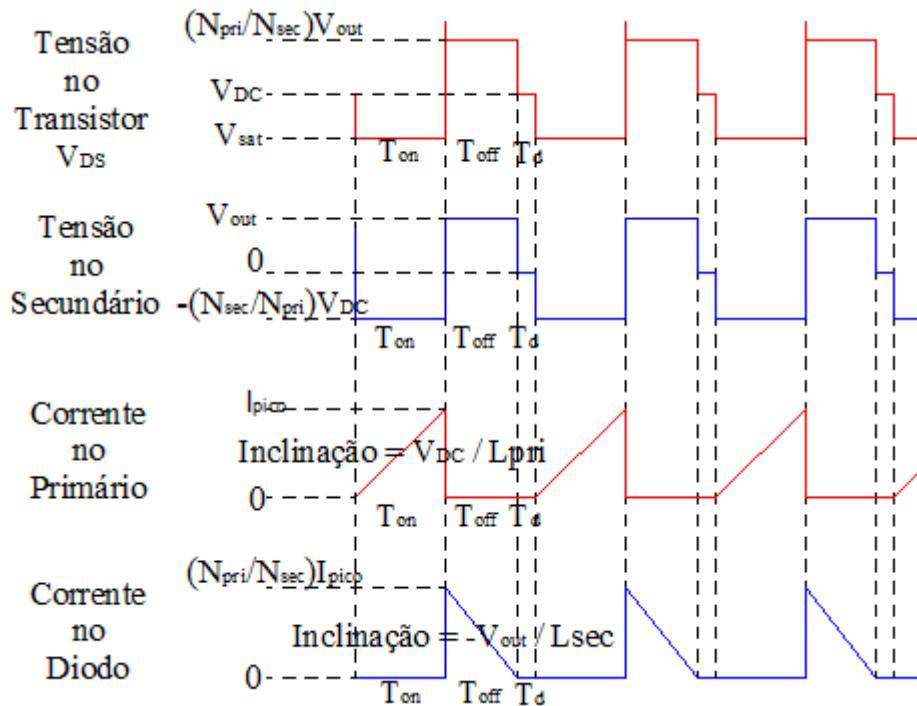 Tensão
no
Transistor
VDS
(Npri/Nsec)Vout
VDC
Vsat
Ton Toff Td
Tensão
no
Secundário
Vout
0
-(Nsec/Npri)VDC
Ton Toff Td
Corrente
no
Primário
Ipico
Inclinação = VDC / Lpri
0
Ton Toff Td
Corrente
no
Diodo
(Npri/Nsec)Ipico
Inclinação = -Vout / Lsec
0
Ton Toff Td